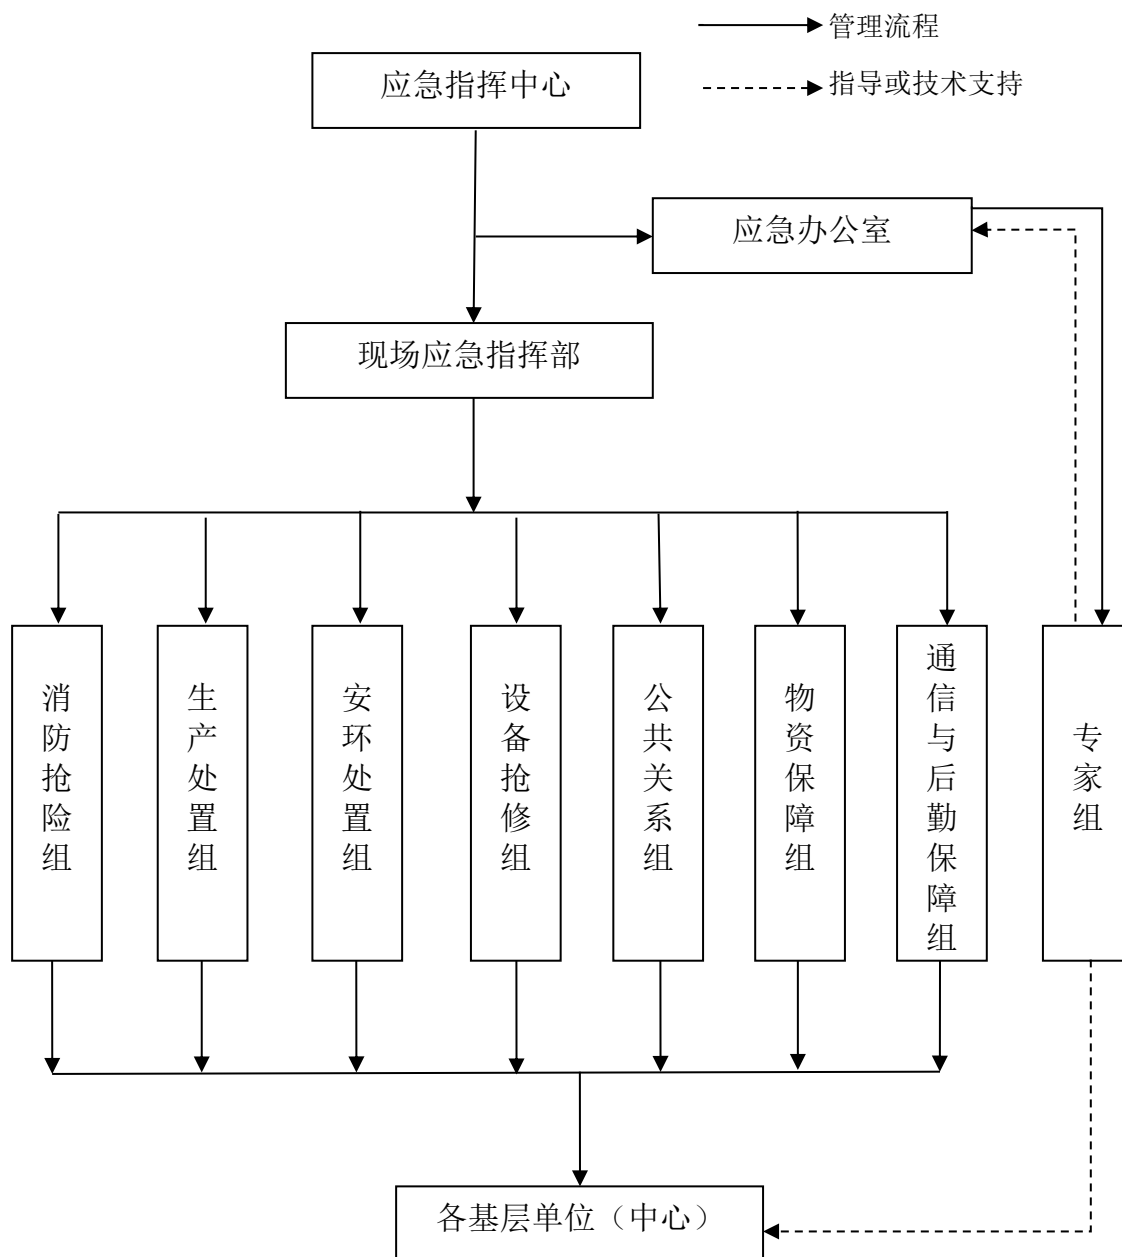 管理流程
应急指挥中心
指导或技术支持
应急办公室
现场应急指挥部
消防抢险组
生产处置组
安环处置组
设备抢修组
公共关系组
物资保障组
通信与后勤保障组
专家组
各基层单位（中心）